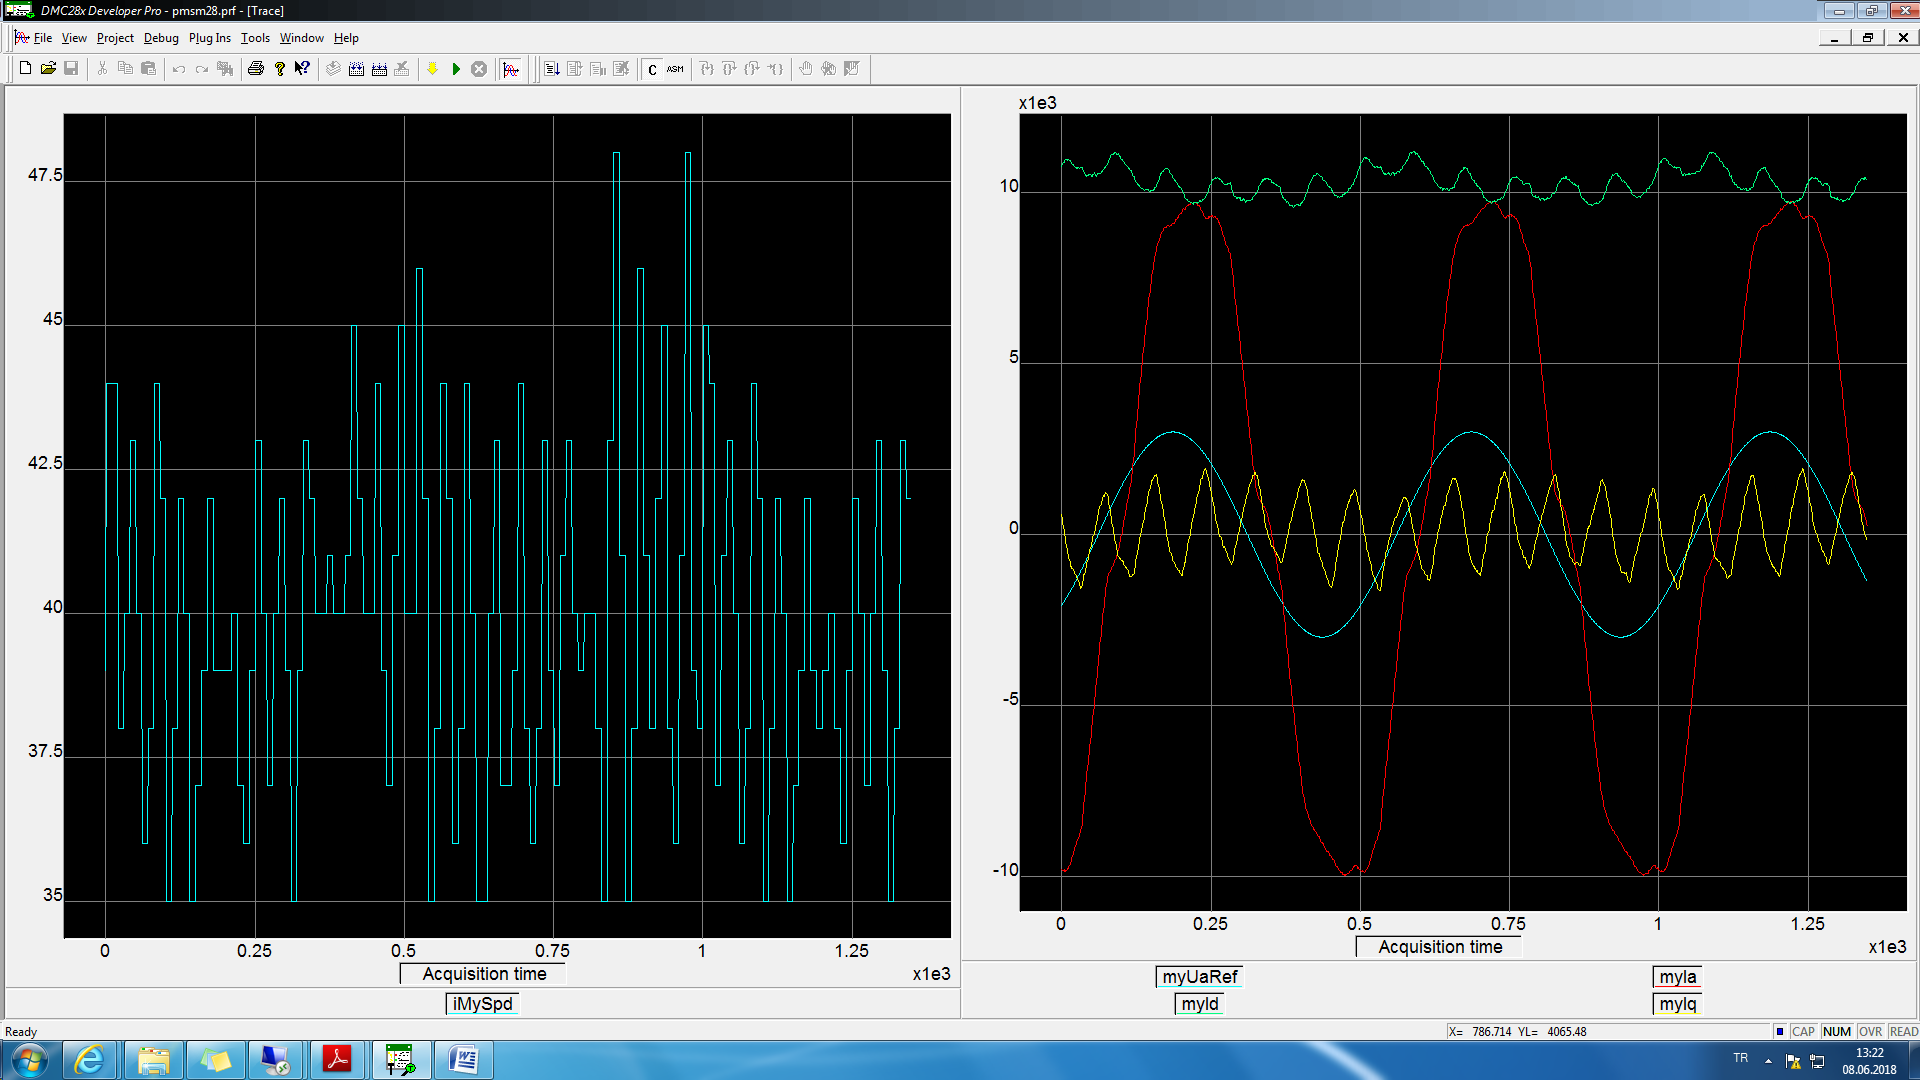 DMC28x Developer Pro - pmsm28.prf - [Trace]
File View Project Debug Plug Ins Tools Window Help
C ASM
47.5
45
42.5
40
37.5
35
0 0.25 0.5 0.75 1 1.25
Acquisition time
x1e3
iMySpd
x1e3
10
5
0
-5
-10
0 0.25 0.5 0.75 1 1.25
Acquisition time
x1e3
myUaRef
myIa
myId
myIq
Ready
X= 786.714 YL= 4065.48
CAP NUM OVR READ
TR
13:22
08.06.2018